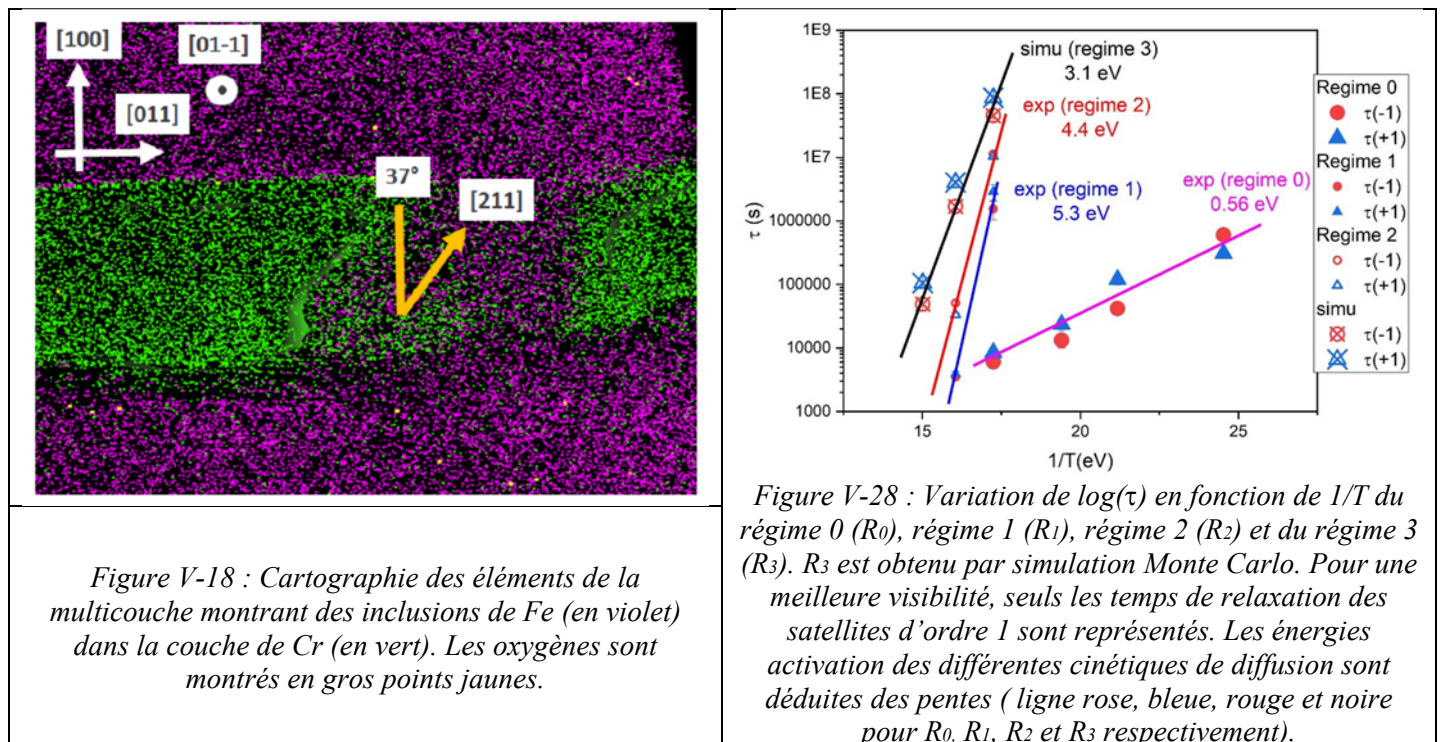 [100]
[01-1]
[011]
37°
[211]
Figure V-18 : Cartographie des éléments de la
multicouche montrant des inclusions de Fe (en violet)
dans la couche de Cr (en vert). Les oxygènes sont
montrés en gros points jaunes.
1E9
1E8
1E7
1000000
100000
10000
1000
τ (s)
simu (regime 3)
3.1 eV
exp (regime 2)
4.4 eV
exp (regime 1)
5.3 eV
exp (regime 0)
0.56 eV
Regime 0
τ(-1)
τ(+1)
Regime 1
τ(-1)
τ(+1)
Regime 2
τ(-1)
τ(+1)
simu
τ(-1)
τ(+1)
15 20 25
1/T(eV)
Figure V-28 : Variation de log(τ) en fonction de 1/T du
régime 0 (R0), régime 1 (R1), régime 2 (R2) et du régime 3
(R3). R3 est obtenu par simulation Monte Carlo. Pour une
meilleure visibilité, seuls les temps de relaxation des
satellites d’ordre 1 sont représentés. Les énergies
activation des différentes cinétiques de diffusion sont
déduites des pentes ( ligne rose, bleue, rouge et noire
pour R0, R1, R2 et R3 respectivement).